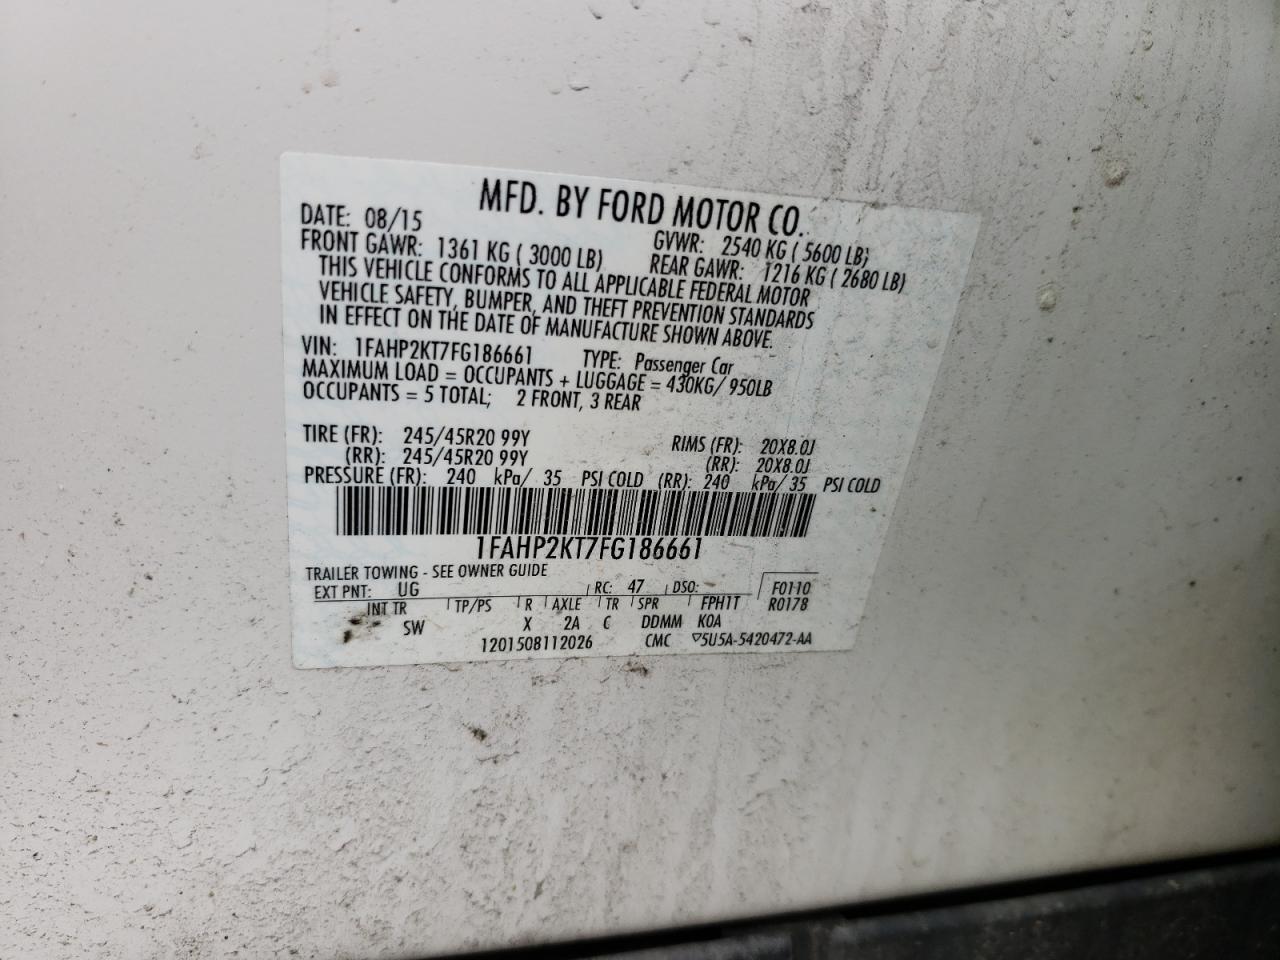 MFD. BY FORD MOTOR CO.
DATE: 08/15 GVWR: 2540 KG ( 5600 LB)
FRONT GAWR: 1361 KG ( 3000 LB) REAR GAWR: 1216 KG ( 2680 LB)
THIS VEHICLE CONFORMS TO ALL APPLICABLE FEDERAL MOTOR
VEHICLE SAFETY, BUMPER, AND THEFT PREVENTION STANDARDS
IN EFFECT ON THE DATE OF MANUFACTURE SHOWN ABOVE.
VIN: 1FAHP2KT7FG186661 TYPE: Passenger Car
MAXIMUM LOAD = OCCUPANTS + LUGGAGE = 430KG/ 950LB
OCCUPANTS = 5 TOTAL; 2 FRONT, 3 REAR
TIRE (FR): 245/45R20 99Y RIMS (FR): 20X8.0J
(RR): 245/45R20 99Y (RR): 20X8.0J
PRESSURE (FR): 240 kPa/ 35 PSI COLD (RR): 240 kPa/ 35 PSI COLD
1FAHP2KT7FG186661
TRAILER TOWING - SEE OWNER GUIDE
EXT PNT: UG RC: 47 DSO: F0110
INT TR TP/PS R AXLE TR SPR FPH1T R0178
SW X 2A C DDMM KOA
1201508112026 CMC ▽5U5A-5420472-AA